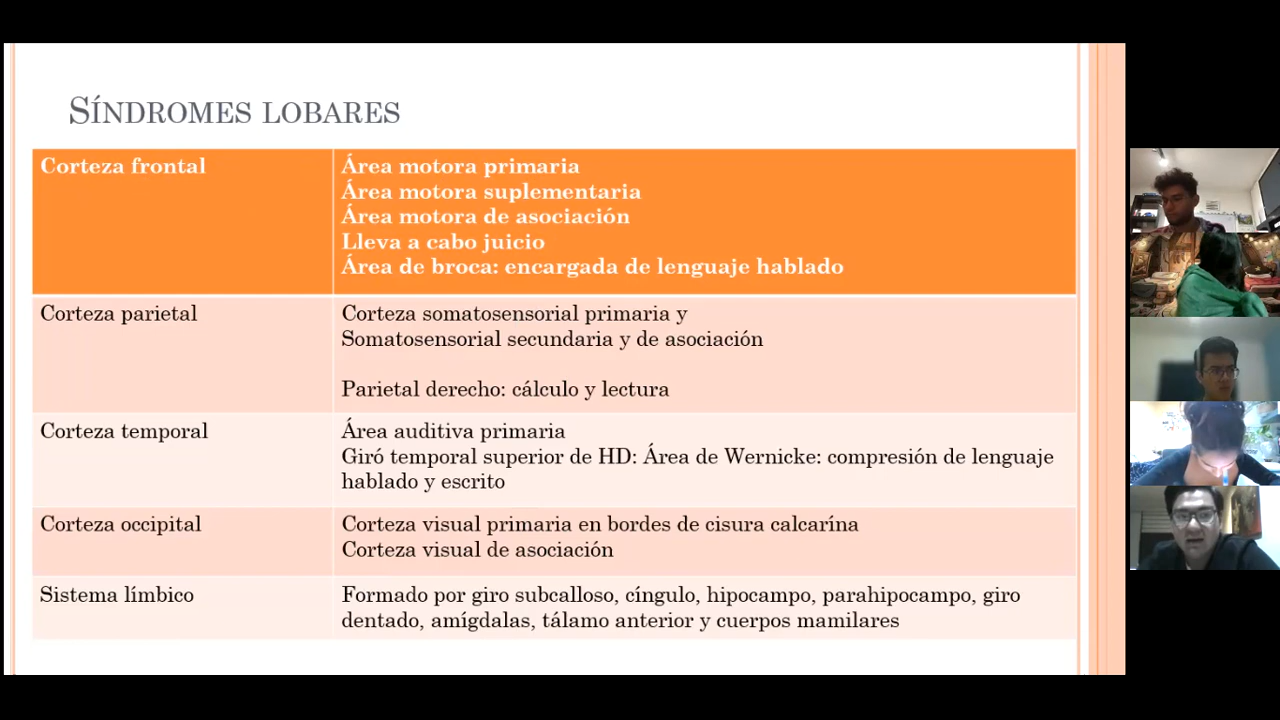 SÍNDROMES LOBARES
Corteza frontal
Área motora primaria
Área motora suplementaria
Área motora de asociación
Lleva a cabo juicio
Área de broca: encargada de lenguaje hablado
Corteza parietal
Corteza somatosensorial primaria y
Somatosensorial secundaria y de asociación
Parietal derecho: cálculo y lectura
Corteza temporal
Área auditiva primaria
Giró temporal superior de HD: Área de Wernicke: compresión de lenguaje
hablado y escrito
Corteza occipital
Corteza visual primaria en bordes de cisura calcarína
Corteza visual de asociación
Sistema límbico
Formado por giro subcalloso, cíngulo, hipocampo, parahipocampo, giro
dentado, amígdalas, tálamo anterior y cuerpos mamilares